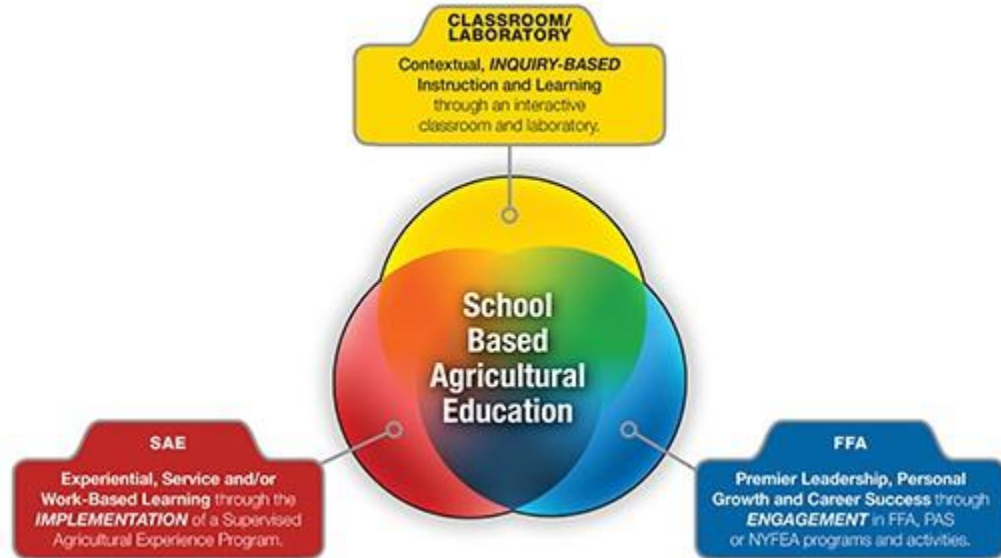 CLASSROOM/
LABORATORY
Contextual, INQUIRY-BASED
Instruction and Learning
through an interactive
classroom and laboratory.
School
Based
Agricultural
Education
SAE
Experiential, Service and/or
Work-Based Learning through the
IMPLEMENTATION of a Supervised
Agricultural Experience Program.
FFA
Premier Leadership, Personal
Growth and Career Success through
ENGAGEMENT in FFA, PAS
or NYFEA programs and activities.